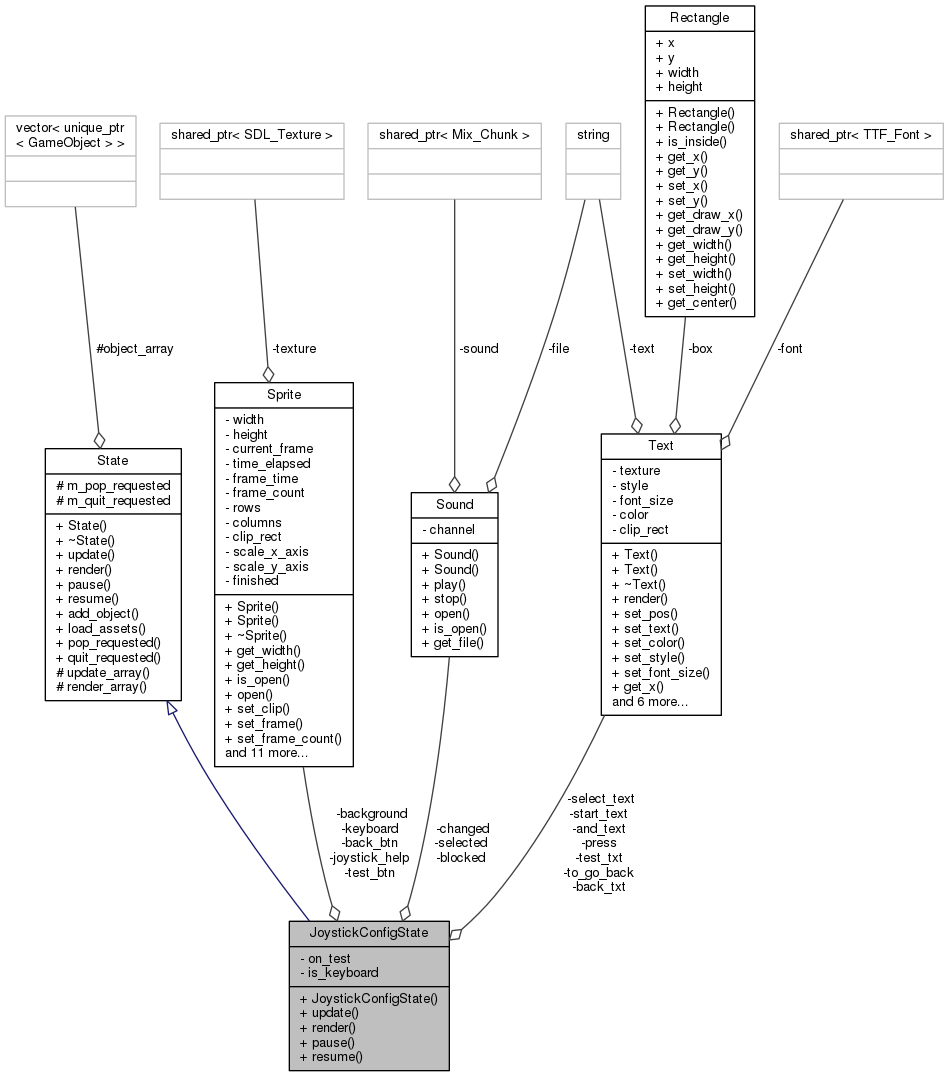 Rectangle
+ x
+ y
+ width
+ height
+ Rectangle()
+ Rectangle()
+ is_inside()
+ get_x()
+ get_y()
+ set_x()
+ set_y()
+ get_draw_x()
+ get_draw_y()
+ get_width()
+ get_height()
+ set_width()
+ set_height()
+ get_center()
vector< unique_ptr
< GameObject > >
shared_ptr< SDL_Texture >
shared_ptr< Mix_Chunk >
string
shared_ptr< TTF_Font >
#object_array
-texture
-sound
-file
-text
-box
-font
State
# m_pop_requested
# m_quit_requested
+ State()
+ ~State()
+ update()
+ render()
+ pause()
+ resume()
+ add_object()
+ load_assets()
+ pop_requested()
+ quit_requested()
# update_array()
# render_array()
Sprite
- width
- height
- current_frame
- time_elapsed
- frame_time
- frame_count
- rows
- columns
- clip_rect
- scale_x_axis
- scale_y_axis
- finished
+ Sprite()
+ Sprite()
+ ~Sprite()
+ get_width()
+ get_height()
+ is_open()
+ open()
+ set_clip()
+ set_frame()
+ set_frame_count()
and 11 more...
Sound
- channel
+ Sound()
+ Sound()
+ play()
+ stop()
+ open()
+ is_open()
+ get_file()
Text
- texture
- style
- font_size
- color
- clip_rect
+ Text()
+ Text()
+ ~Text()
+ render()
+ set_pos()
+ set_text()
+ set_color()
+ set_style()
+ set_font_size()
+ get_x()
and 6 more...
-background
-keyboard
-back_btn
-joystick_help
-test_btn
-changed
-selected
-blocked
-select_text
-start_text
-and_text
-press
-test_txt
-to_go_back
-back_txt
JoystickConfigState
- on_test
- is_keyboard
+ JoystickConfigState()
+ update()
+ render()
+ pause()
+ resume()